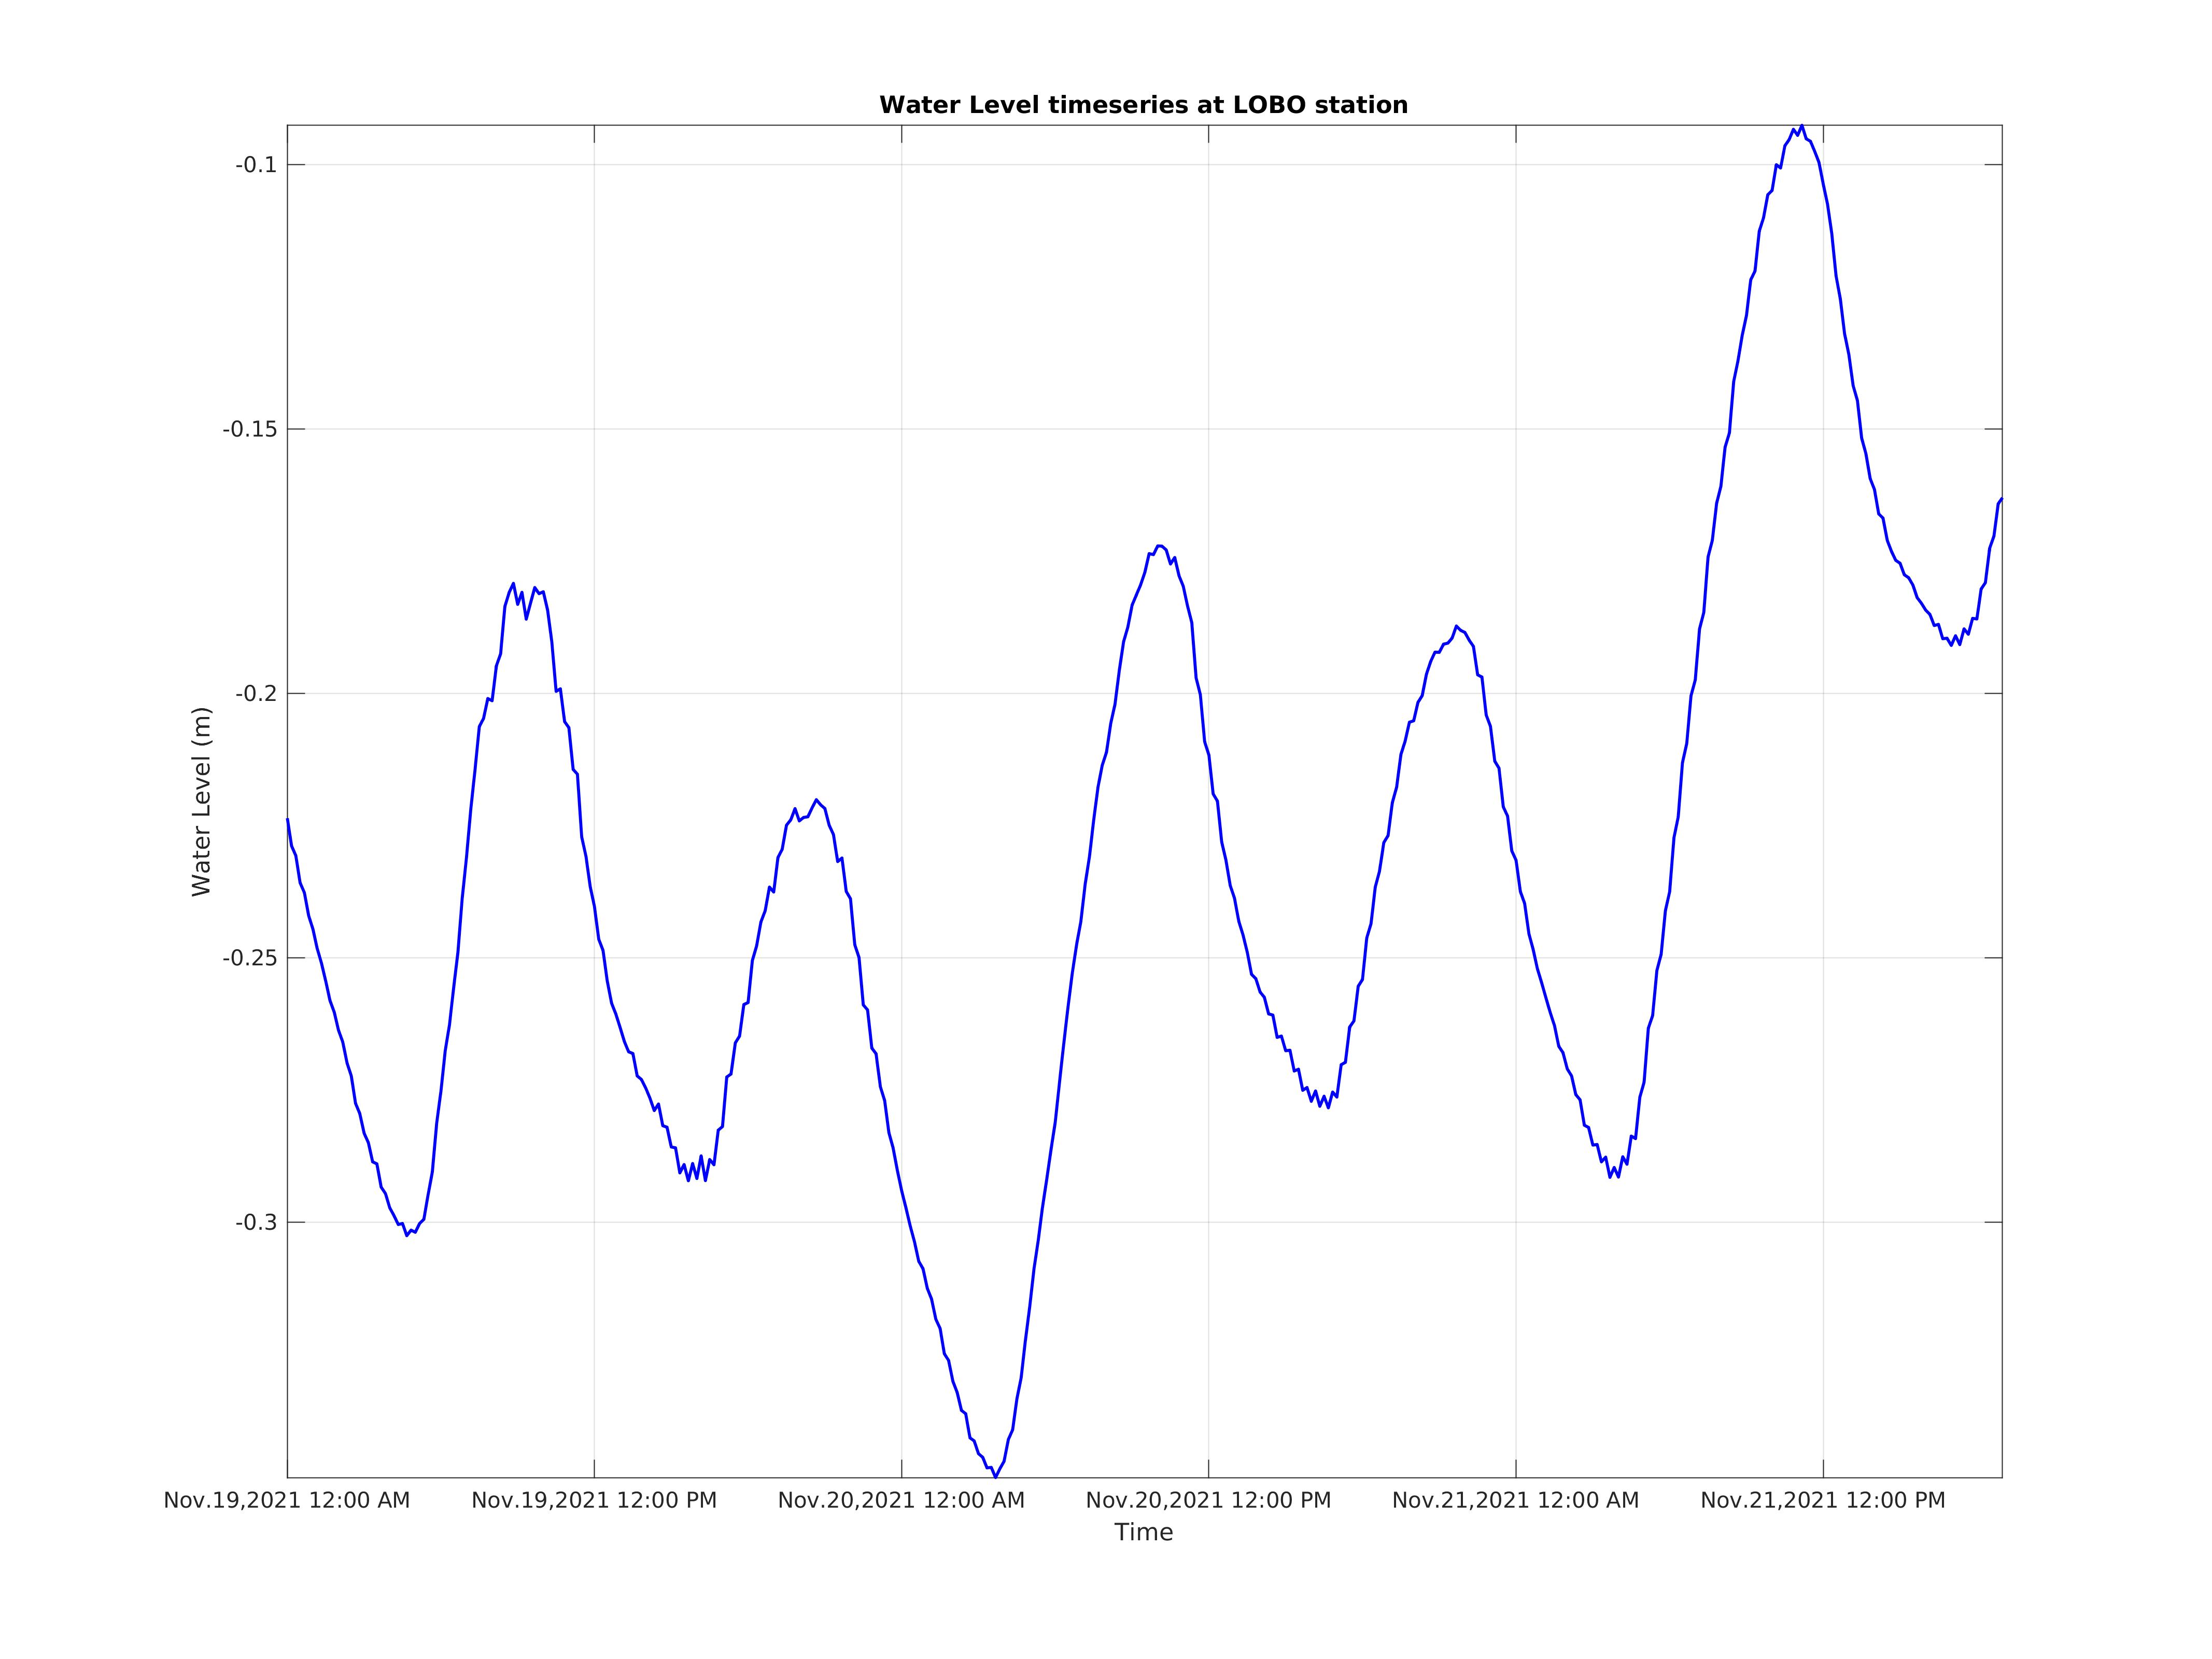 Water Level timeseries at LOBO station
-0.1
-0.15
-0.2
-0.25
-0.3
Water Level (m)
Nov.19,2021 12:00 AM
Nov.19,2021 12:00 PM
Nov.20,2021 12:00 AM
Nov.20,2021 12:00 PM
Nov.21,2021 12:00 AM
Nov.21,2021 12:00 PM
Time